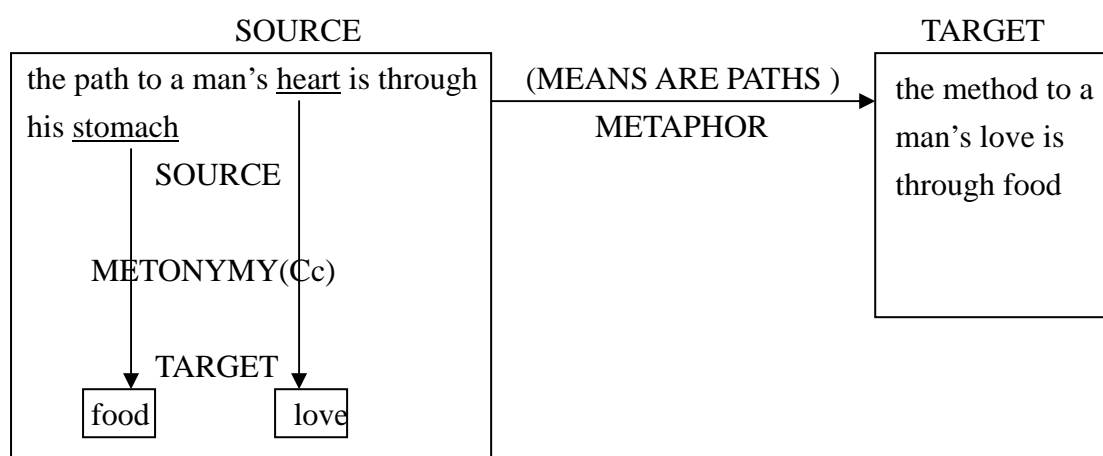 SOURCE
TARGET
the path to a man's heart is through
his stomach
(MEANS ARE PATHS )
METAPHOR
the method to a
man's love is
through food
SOURCE
METONYMY(Cc)
TARGET
food
love